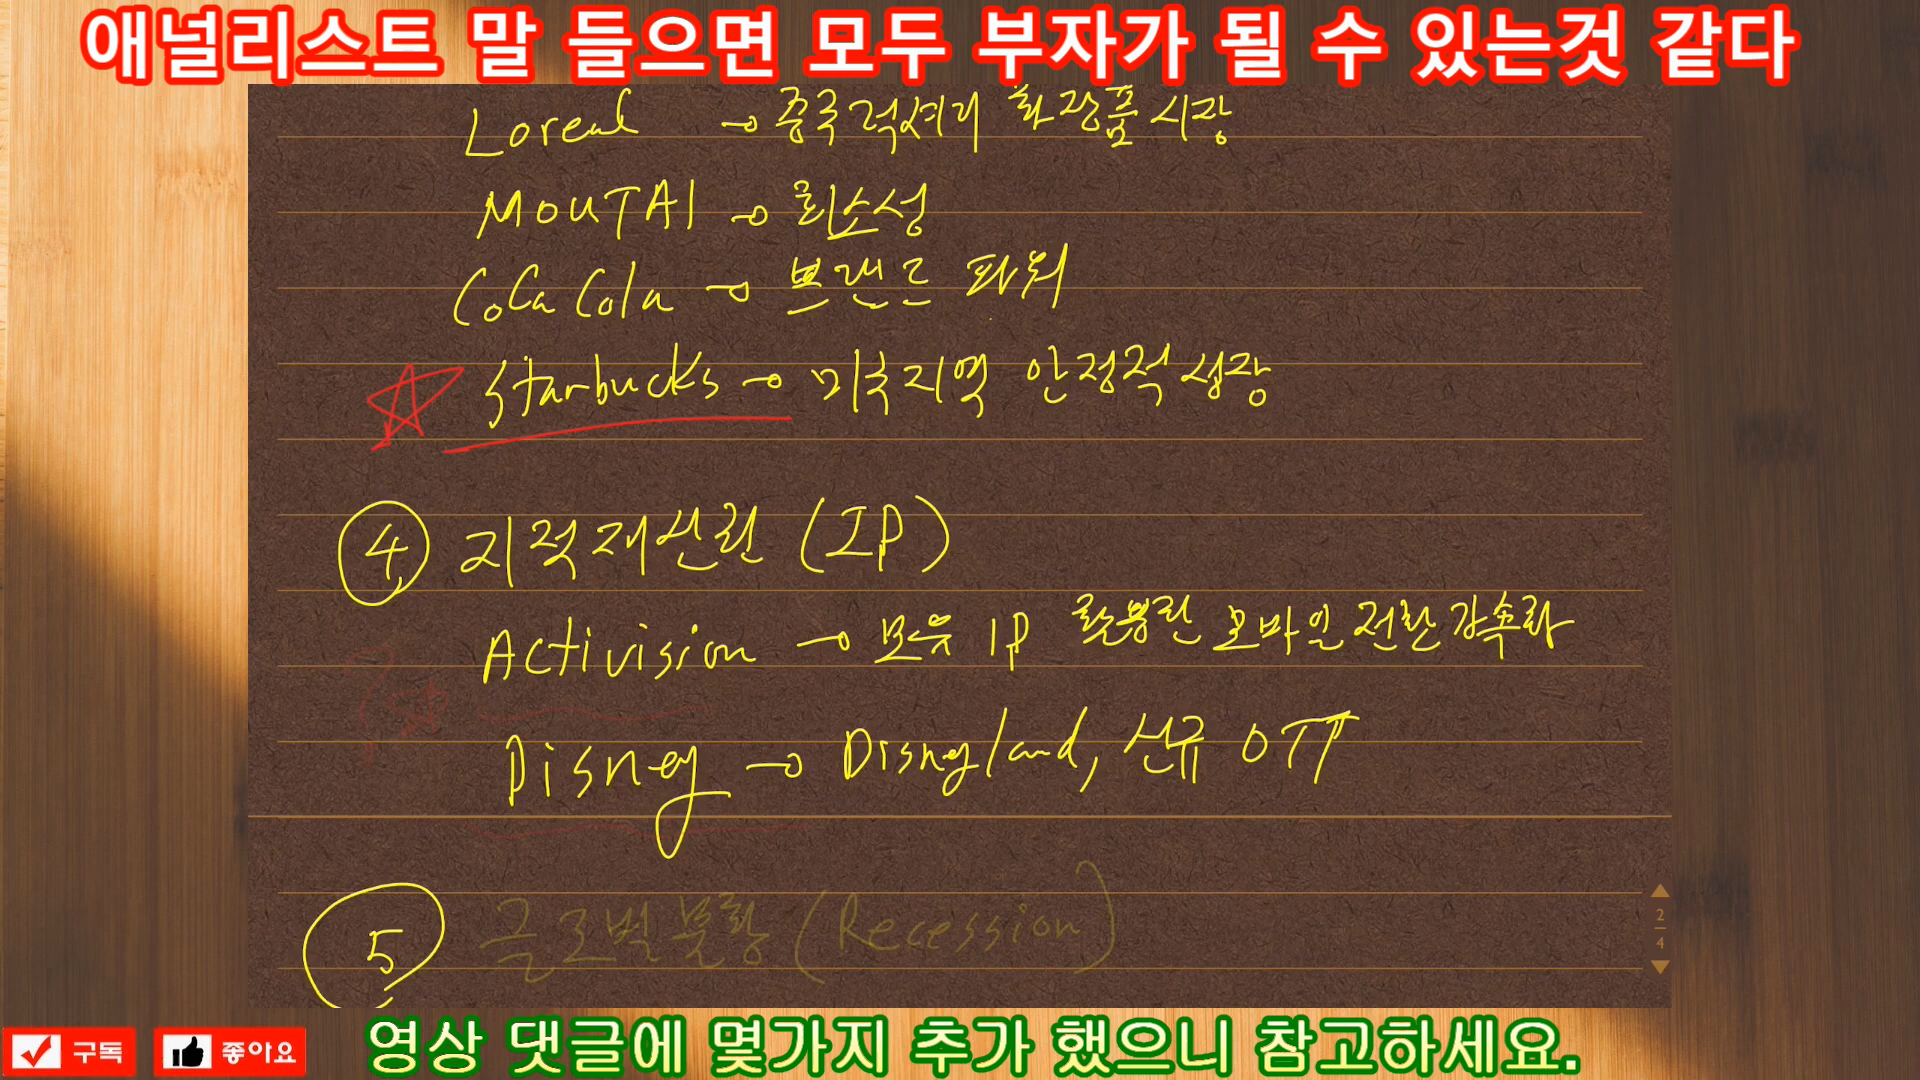 애널리스트 말 들으면 모두 부자가 될 수 있는것 같다
Loreal → 중국 럭셔리 화장품 시장
MOUTAI → 희소성
CoCa Cola → 브랜드 파워
Starbucks → 미국지역 안정적 성장
④ 지적재산권 (IP)
Activision → 보유 IP 활용한 모바일 전환 가속화
Disney → Disneyland, 신규 OTT
⑤ 글로벌 불황 (Recession)
2
4
구독 좋아요 영상 댓글에 몇가지 추가 했으니 참고하세요.